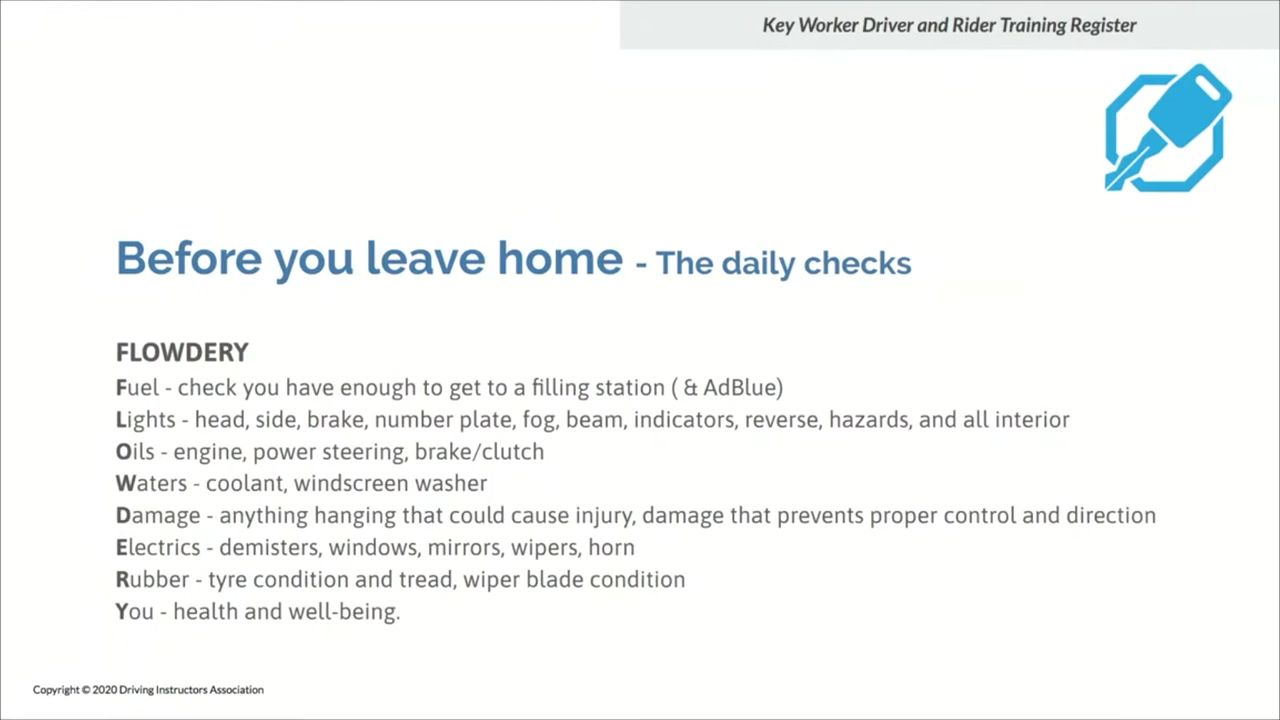 Key Worker Driver and Rider Training Register
Before you leave home - The daily checks
FLOWDERY
Fuel - check you have enough to get to a filling station ( & AdBlue)
Lights - head, side, brake, number plate, fog, beam, indicators, reverse, hazards, and all interior
Oils - engine, power steering, brake/clutch
Waters - coolant, windscreen washer
Damage - anything hanging that could cause injury, damage that prevents proper control and direction
Electrics - demisters, windows, mirrors, wipers, horn
Rubber - tyre condition and tread, wiper blade condition
You - health and well-being.
Copyright © 2020 Driving Instructors Association